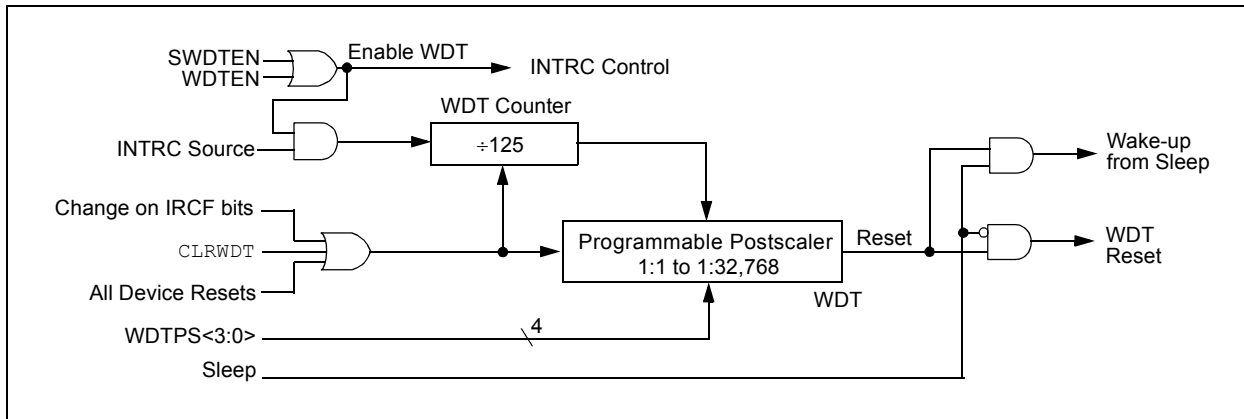 SWDTEN
WDTEN
Enable WDT
INTRC Control
WDT Counter
INTRC Source
÷125
Wake-up
from Sleep
Change on IRCF bits
CLRWDT
All Device Resets
Programmable Postscaler
1:1 to 1:32,768
Reset
WDT
Reset
WDT
WDTPS<3:0>
4
Sleep